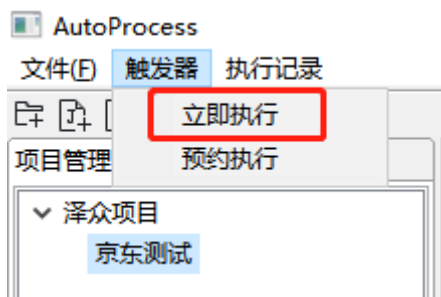 AutoProcess
文件(F) 触发器 执行记录
立即执行
项目管理 预约执行
泽众项目
京东测试